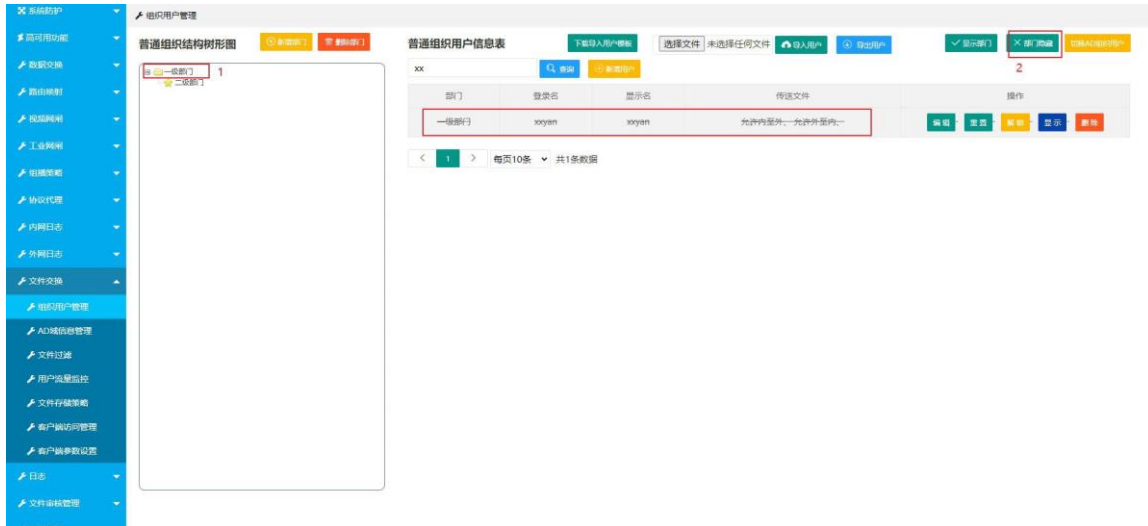 系统防护
组织用户管理
高可用功能
数据交换
路由映射
视频网闸
工业网闸
组播策略
协议代理
内网日志
外网日志
文件交换
组织用户管理
AD域信息管理
文件过滤
用户流量监控
文件存储策略
客户端访问管理
客户端参数设置
日志
文件审核管理
普通组织结构树形图
新增部门
删除部门
一级部门
1
二级部门
普通组织用户信息表
下载导入用户模板
选择文件 未选择任何文件
导入用户
导出用户
显示部门
部门隐藏
切换AD组织用户
2
xx
查询
新增用户
部门 登录名 显示名 传送文件 操作
一级部门 xxyan xxyan 允许内至外、允许外至内、
编辑 重置 解锁 显示 删除
< 1 > 每页10条 共1条数据